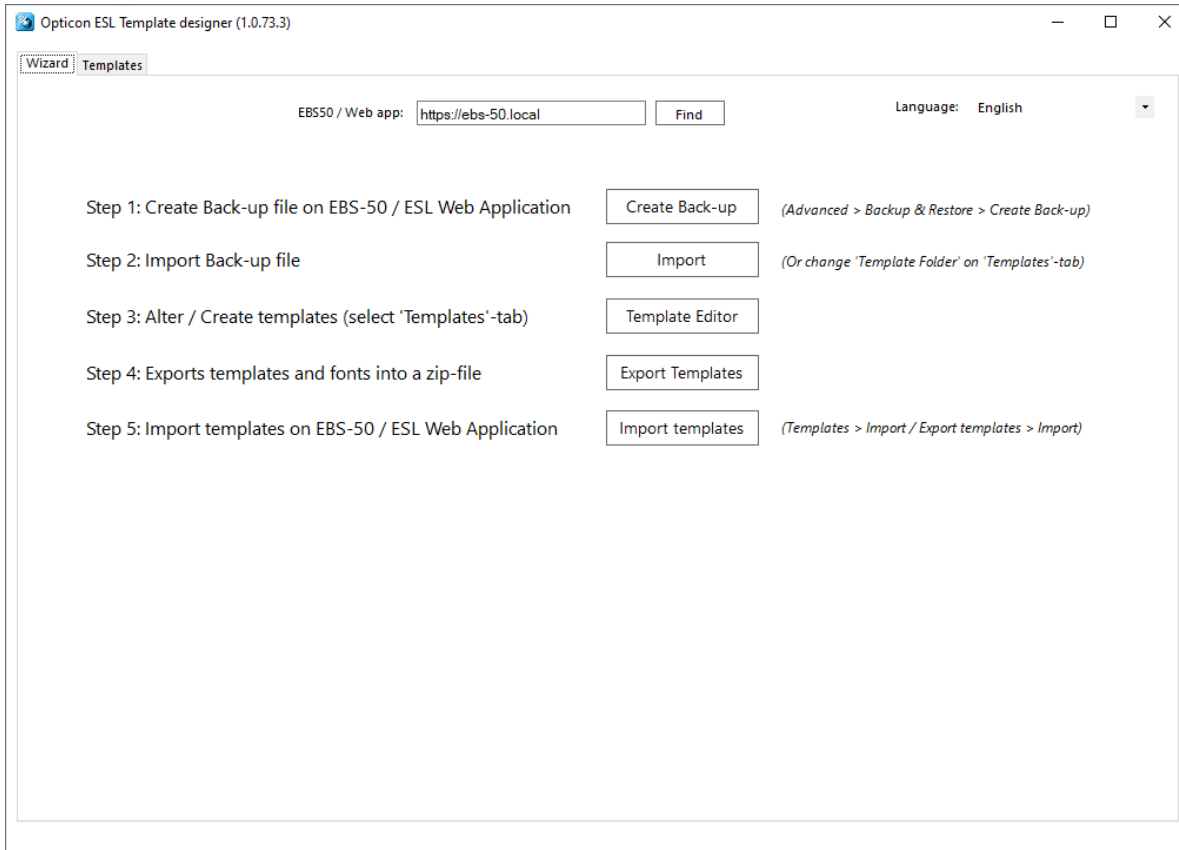 Opticon ESL Template designer (1.0.73.3)
Wizard Templates
EBS50 / Web app: https://ebs-50.local Find Language: English
Step 1: Create Back-up file on EBS-50 / ESL Web Application Create Back-up (Advanced > Backup & Restore > Create Back-up)
Step 2: Import Back-up file Import (Or change 'Template Folder' on 'Templates'-tab)
Step 3: Alter / Create templates (select 'Templates'-tab) Template Editor
Step 4: Exports templates and fonts into a zip-file Export Templates
Step 5: Import templates on EBS-50 / ESL Web Application Import templates (Templates > Import / Export templates > Import)